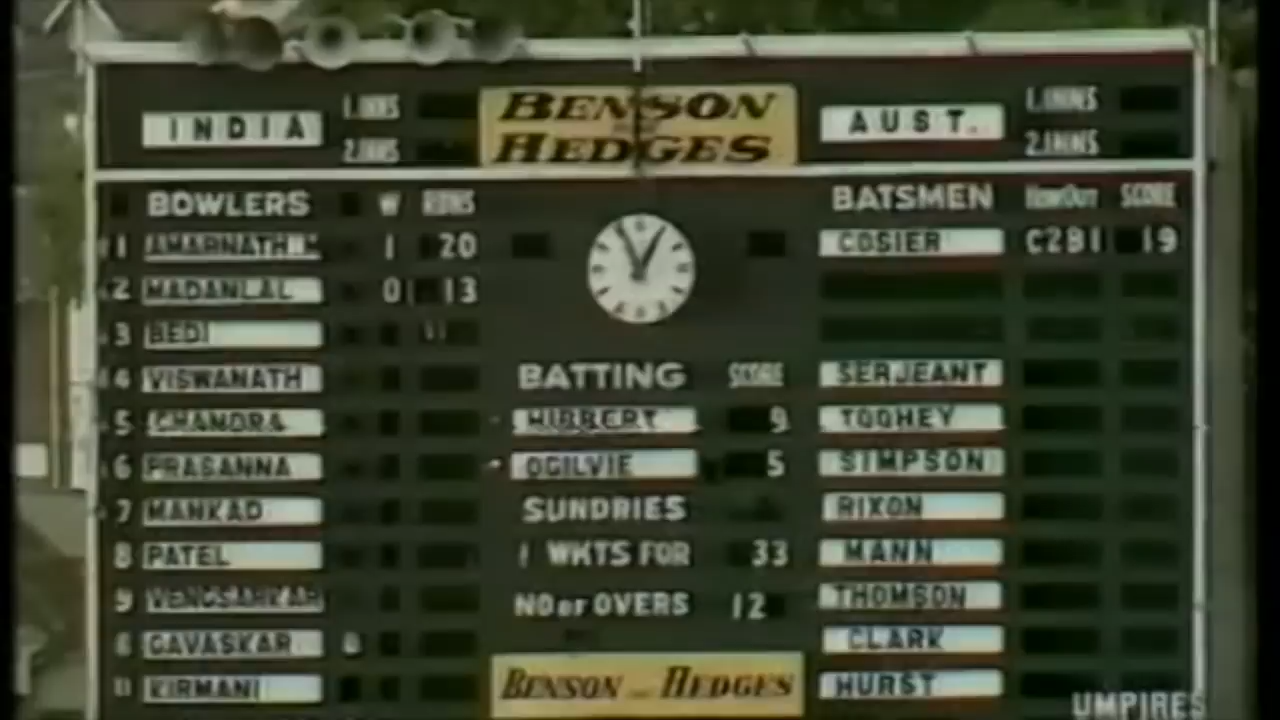 INDIA 1.INNS BENSON AUST. 1.INNS
2.INNS HEDGES 2.INNS
BOWLERS W RUNS BATSMEN HowOut SCORE
1 AMARNATH 1 20 COSIER C2B1 19
2 MADANLAL 0 13
3 BEDI
4 VISWANATH BATTING SCORE SERJEANT
5 CHANDRA HIBBERT 9 TOOHEY
6 PRASANNA OGILVIE 5 SIMPSON
7 MANKAD SUNDRIES RIXON
8 PATEL 1 WKTS FOR 33 MANN
9 VENGSARKAR NO OF OVERS 12 THOMSON
GAVASKAR CLARK
11 KIRMANI BENSON HEDGES HURST
UMPIRES